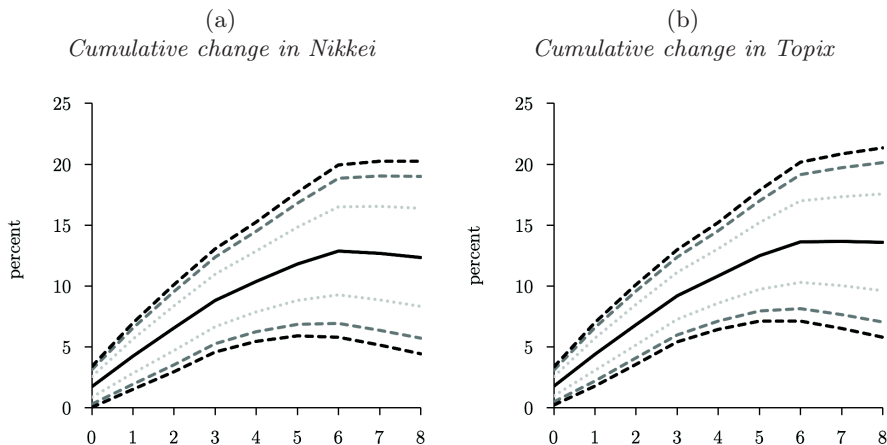 (a)
Cumulative change in Nikkei
percent
25
20
15
10
5
0
0 1 2 3 4 5 6 7 8
(b)
Cumulative change in Topix
percent
25
20
15
10
5
0
0 1 2 3 4 5 6 7 8